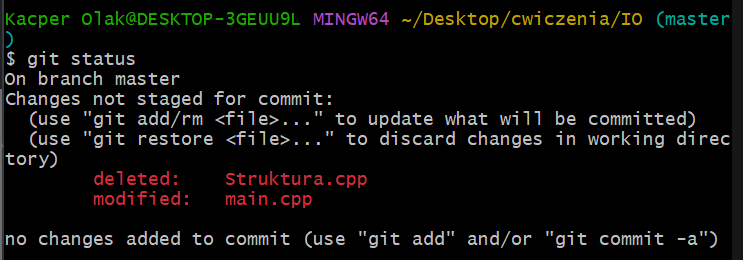 Kacper Olak@DESKTOP-3GEUU9L MINGW64 ~/Desktop/cwiczenia/IO (master
)
$ git status
On branch master
Changes not staged for commit:
  (use "git add/rm <file>..." to update what will be committed)
  (use "git restore <file>..." to discard changes in working direc
tory)
        deleted:    Struktura.cpp
        modified:   main.cpp

no changes added to commit (use "git add" and/or "git commit -a")